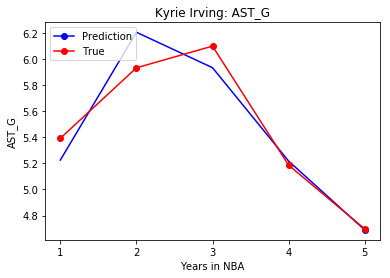 Kyrie Irving: AST_G
Prediction
True
AST_G
6.2
6.0
5.8
5.6
5.4
5.2
5.0
4.8
1 2 3 4 5
Years in NBA